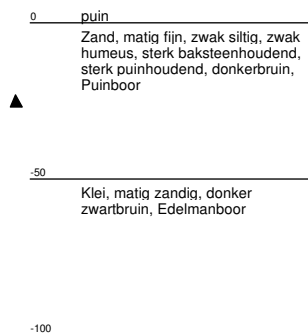 0 puin
Zand, matig fijn, zwak siltig, zwak
humeus, sterk baksteenhoudend,
sterk puinhoudend, donkerbruin,
Puinboor
-50
Klei, matig zandig, donker
zwartbruin, Edelmanboor
-100